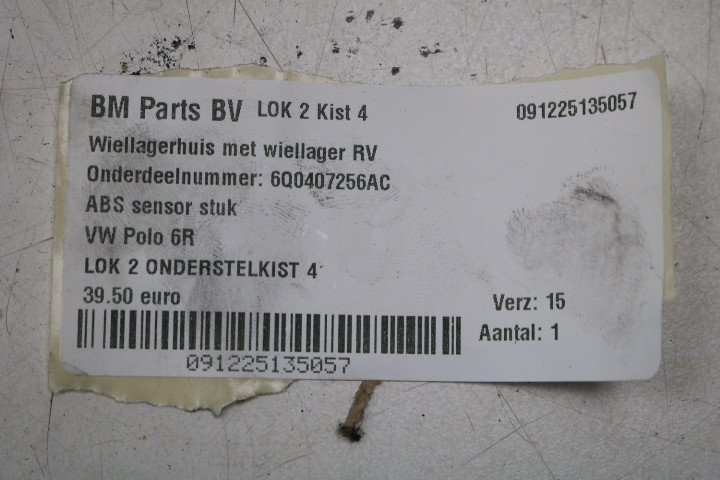 BM Parts BV LOK 2 Kist 4 091225135057
Wiellagerhuis met wiellager RV
Onderdeelnummer: 6Q0407256AC
ABS sensor stuk
VW Polo 6R
LOK 2 ONDERSTELKIST 4
39.50 euro Verz: 15
Aantal: 1
091225135057